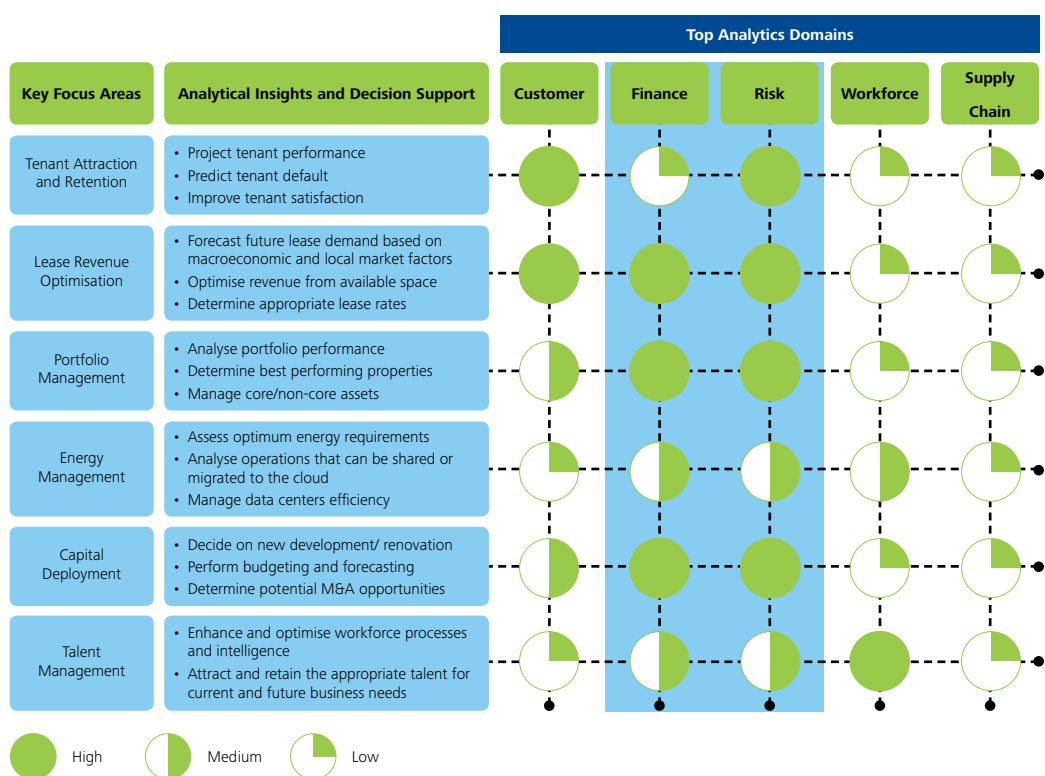 Top Analytics Domains
Key Focus Areas
Analytical Insights and Decision Support
Customer
Finance
Risk
Workforce
Supply
Chain
Tenant Attraction
and Retention
• Project tenant performance
• Predict tenant default
• Improve tenant satisfaction
Lease Revenue
Optimisation
• Forecast future lease demand based on
macroeconomic and local market factors
• Optimise revenue from available space
• Determine appropriate lease rates
Portfolio
Management
• Analyse portfolio performance
• Determine best performing properties
• Manage core/non-core assets
Energy
Management
• Assess optimum energy requirements
• Analyse operations that can be shared or
migrated to the cloud
• Manage data centers efficiency
Capital
Deployment
• Decide on new development/ renovation
• Perform budgeting and forecasting
• Determine potential M&A opportunities
Talent
Management
• Enhance and optimise workforce processes
and intelligence
• Attract and retain the appropriate talent for
current and future business needs
High
Medium
Low